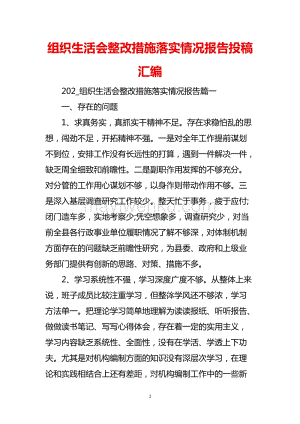 组织生活会整改措施落实情况报告投稿
汇编
202_组织生活会整改措施落实情况报告篇一
一、存在的问题
1、求真务实，真抓实干精神不足。存在求稳怕乱的思
想，闯劲不足，开拓精神不强。一是对全年工作提前谋划
不到位，安排工作没有长远性的打算，遇到一件解决一件，
缺乏周全细致和前瞻性。二是副职作用发挥的不够充分。
对分管的工作用心谋划不够，以身作则带动作用不够。三
是深入基层调查研究工作较少。整天忙于事务，疲于应付;
闭门造车多，实地考察少;凭空想象多，调查研究少，对当
前全县各行政事业单位履职情况了解不够深，对体制机制
方面存在的问题缺乏前瞻性研究，为县委、政府和上级业
务部门提供有创新的思路、对策、措施不多。
2、学习系统性不强，学习深度广度不够。从整体上来
说，班子成员比较注重学习，但整体学风还不够浓，学习
方法单一。把理论学习简单地理解为读读报纸、听听报告、
做做读书笔记、写写心得体会，存在着一定的实用主义，
学习内容缺乏系统、全面性，没有在学活、学透上下功
夫。尤其是对机构编制方面的知识没有深层次学习，在理
论和实践相结合上还有差距，对机构编制工作中的一些新
1